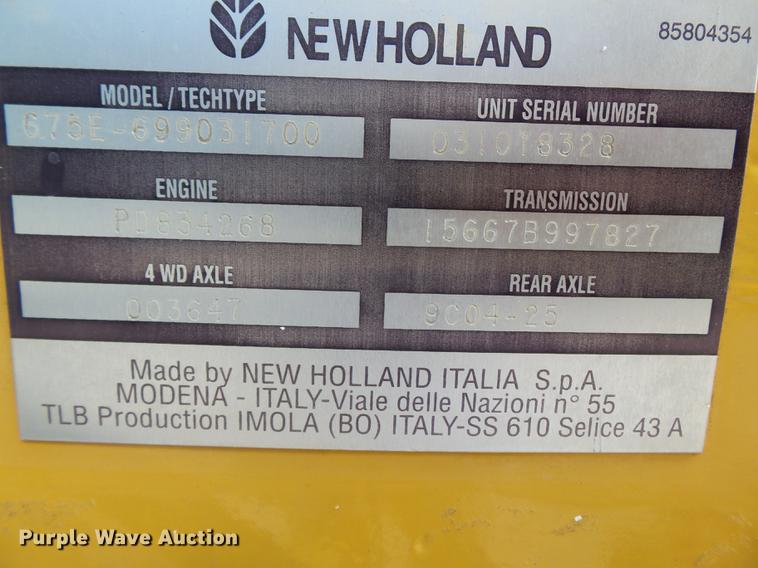 NEW HOLLAND
85804354
MODEL / TECHTYPE
675E-699031700
UNIT SERIAL NUMBER
031018328
ENGINE
PD834268
TRANSMISSION
15667B997827
4 WD AXLE
003647
REAR AXLE
9C04-25
Made by NEW HOLLAND ITALIA S.p.A.
MODENA - ITALY-Viale delle Nazioni n° 55
TLB Production IMOLA (BO) ITALY-SS 610 Selice 43 A
Purple Wave Auction